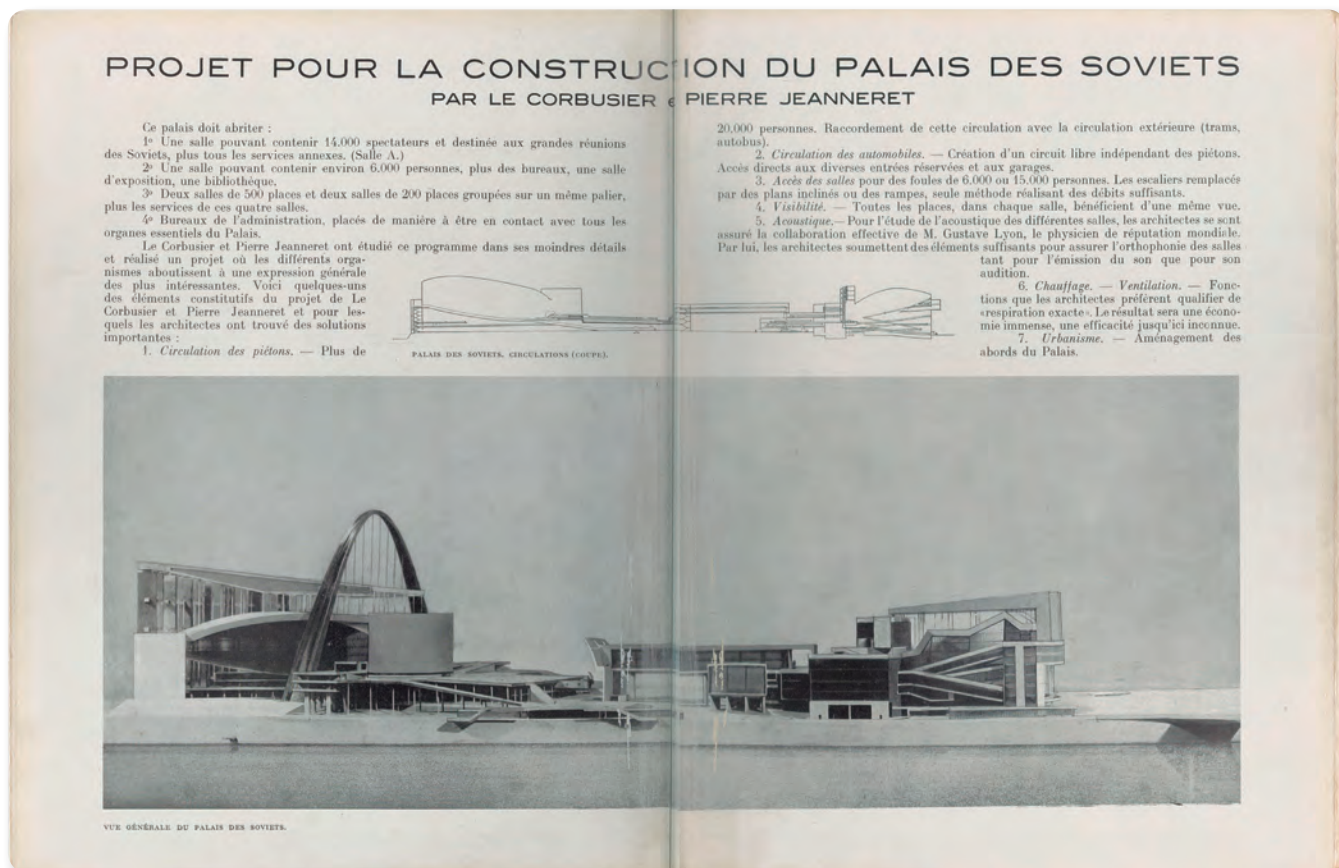 PROJET POUR LA CONSTRUCTION DU PALAIS DES SOVIETS
PAR LE CORBUSIER e PIERRE JEANNERET
Ce palais doit abriter :
1º Une salle pouvant contenir 14.000 spectateurs et destinée aux grandes réunions
des Soviets, plus tous les services annexes. (Salle A.)
2º Une salle pouvant contenir environ 6.000 personnes, plus des bureaux, une salle
d'exposition, une bibliothèque.
3º Deux salles de 500 places et deux salles de 200 places groupées sur un même palier,
plus les services de ces quatre salles.
4º Bureaux de l'administration, placés de manière à être en contact avec tous les
organes essentiels du Palais.
Le Corbusier et Pierre Jeanneret ont étudié ce programme dans ses moindres détails
et réalisé un projet où les différents orga-
nismes aboutissent à une expression générale
des plus intéressantes. Voici quelques-uns
des éléments constitutifs du projet de Le
Corbusier et Pierre Jeanneret et pour les-
quels les architectes ont trouvé des solutions
importantes :
1. Circulation des piétons. — Plus de
PALAIS DES SOVIETS, CIRCULATIONS (COUPE).
20.000 personnes. Raccordement de cette circulation avec la circulation extérieure (trams,
autobus).
2. Circulation des automobiles. — Création d'un circuit libre indépendant des piétons.
Accès directs aux diverses entrées réservées et aux garages.
3. Accès des salles pour des foules de 6.000 ou 15.000 personnes. Les escaliers remplacés
par des plans inclinés ou des rampes, seule méthode réalisant des débits suffisants.
4. Visibilité. — Toutes les places, dans chaque salle, bénéficient d'une même vue.
5. Acoustique. — Pour l'étude de l'acoustique des différentes salles, les architectes se sont
assuré la collaboration effective de M. Gustave Lyon, le physicien de réputation mondiale.
Par lui, les architectes soumettent des éléments suffisants pour assurer l'orthophonie des salles
tant pour l'émission du son que pour son
audition.
6. Chauffage. — Ventilation. — Fonc-
tions que les architectes préfèrent qualifier de
«respiration exacte». Le résultat sera une écono-
mie immense, une efficacité jusqu'ici inconnue.
7. Urbanisme. — Aménagement des
abords du Palais.
VUE GÉNÉRALE DU PALAIS DES SOVIETS.